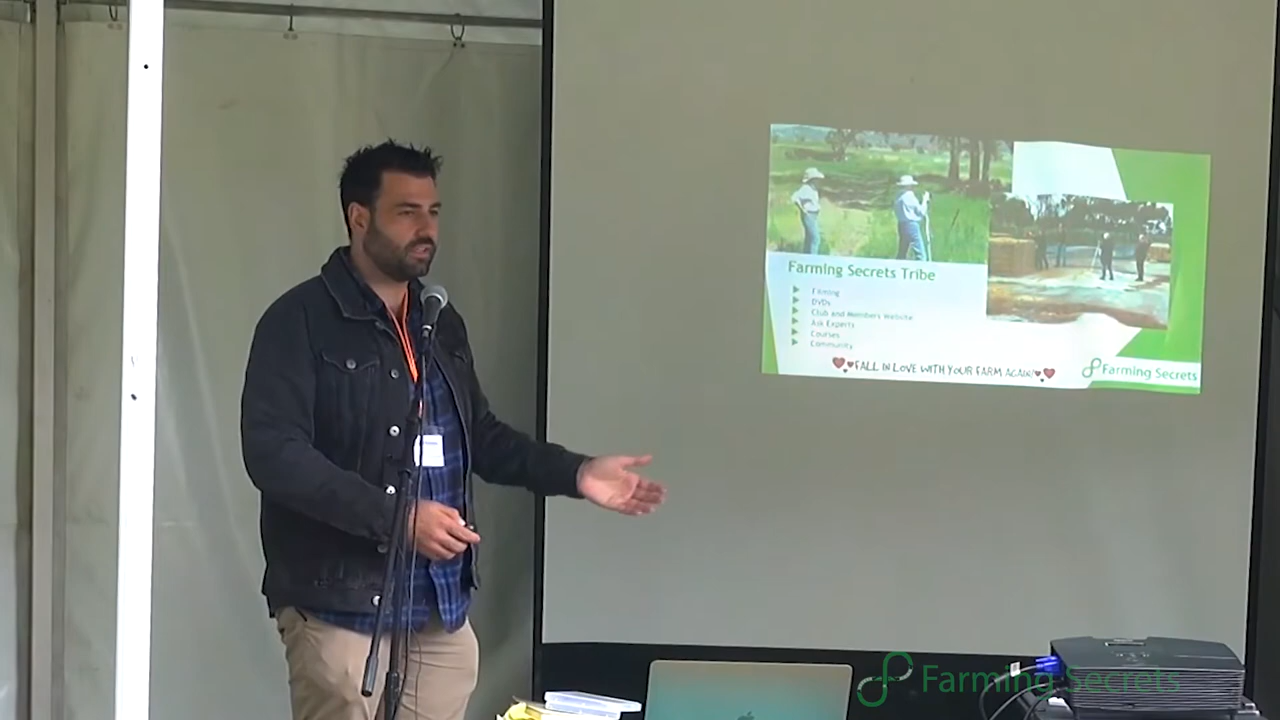 Farming Secrets Tribe
Filming
DVDs
Club and Members Website
Ask Experts
Courses
Community
FALL IN LOVE WITH YOUR FARM AGAIN!
Farming Secrets
Farming Secrets